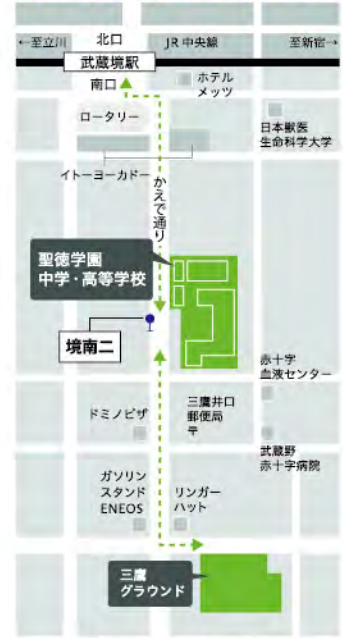 ←至立川
北口
JR 中央線
至新宿→
武蔵境駅
南口
ホテル
メッツ
ロータリー
日本獣医
生命科学大学
イトーヨーカドー
かえで通り
聖徳学園
中学・高等学校
境南二
赤十字
血液センター
ドミノピザ
三鷹井口
郵便局
〒
武蔵野
赤十字病院
ガソリン
スタンド
ENEOS
リンガー
ハット
三鷹
グラウンド